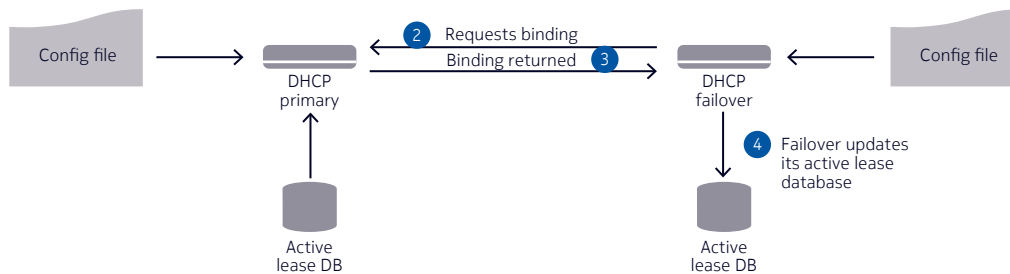 Config file
2 Requests binding
Binding returned 3
Config file
DHCP
primary
DHCP
failover
4 Failover updates
its active lease
database
Active
lease DB
Active
lease DB